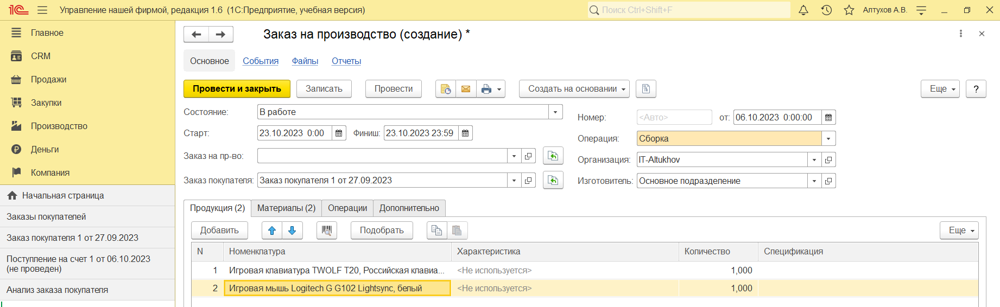 1С Управление нашей фирмой, редакция 1.6 (1С:Предприятие, учебная версия) Поиск Ctrl+Shift+F Алтухов А.В.
Главное
CRM
Продажи
Закупки
Производство
Деньги
Компания
Начальная страница
Заказы покупателей
Заказ покупателя 1 от 27.09.2023
Поступление на счет 1 от 06.10.2023
(не проведен)
Анализ заказа покупателя
Заказ на производство (создание) *
Основное События Файлы Отчеты
Провести и закрыть Записать Провести Создать на основании Еще ?
Состояние: В работе
Старт: 23.10.2023 0:00 Финиш: 23.10.2023 23:59
Заказ на пр-во:
Заказ покупателя: Заказ покупателя 1 от 27.09.2023
Номер: <Авто> от: 06.10.2023 0:00:00
Операция: Сборка
Организация: IT-Altukhov
Изготовитель: Основное подразделение
Продукция (2) Материалы (2) Операции Дополнительно
Добавить Подобрать Еще
N Номенклатура Характеристика Количество Спецификация
1 Игровая клавиатура TWOLF T20, Российская клавиа... <Не используется> 1,000
2 Игровая мышь Logitech G G102 Lightsync, белый <Не используется> 1,000